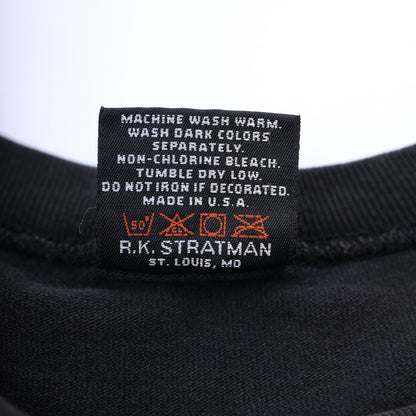 MACHINE WASH WARM.
WASH DARK COLORS
SEPARATELY.
NON-CHLORINE BLEACH.
TUMBLE DRY LOW.
DO NOT IRON IF DECORATED.
MADE IN U.S.A.
50°
R.K. STRATMAN
ST. LOUIS, MO